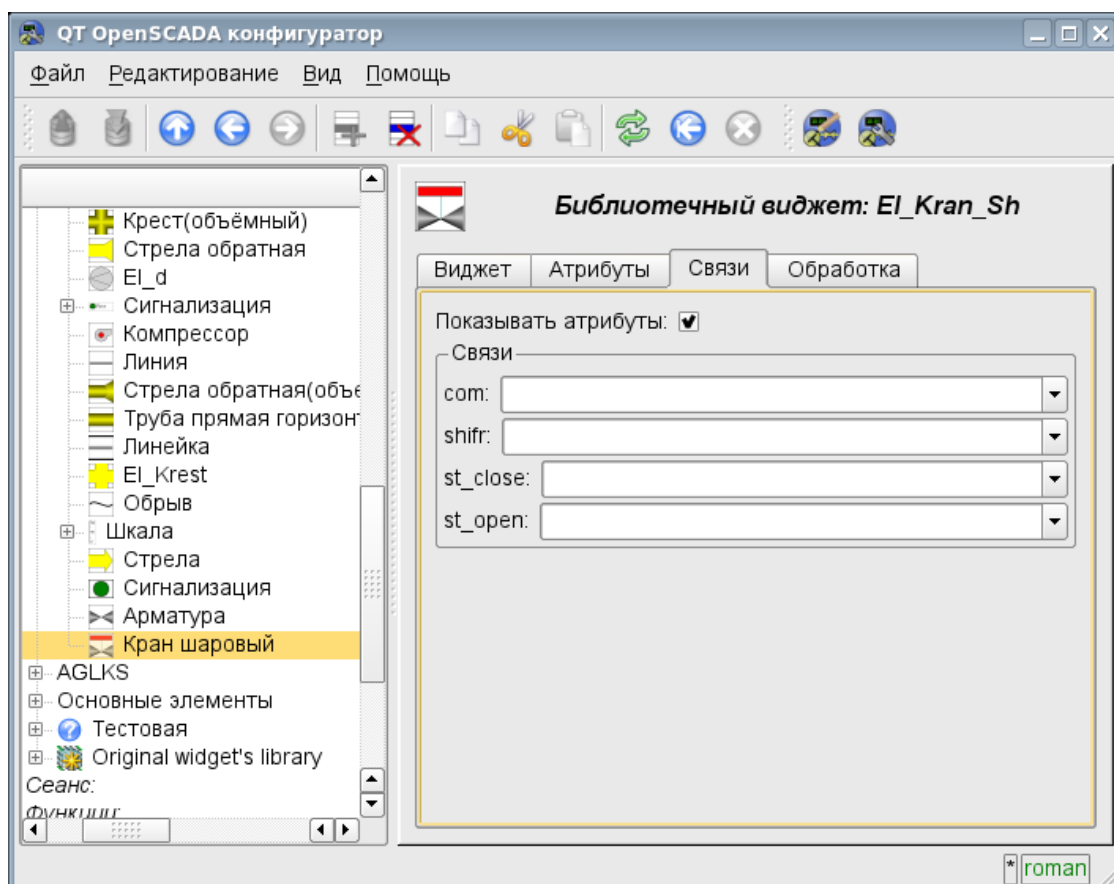 QT OpenSCADA конфигуратор
Файл Редактирование Вид Помощь
Крест(объёмный)
Стрела обратная
El_d
Сигнализация
Компрессор
Линия
Стрела обратная(объё
Труба прямая горизонт
Линейка
El_Krest
Обрыв
Шкала
Стрела
Сигнализация
Арматура
Кран шаровый
AGLKS
Основные элементы
Тестовая
Original widget's library
Сеанс:
Функции:
Библиотечный виджет: El_Kran_Sh
Виджет Атрибуты Связи Обработка
Показывать атрибуты:
Связи
com:
shifr:
st_close:
st_open:
* roman